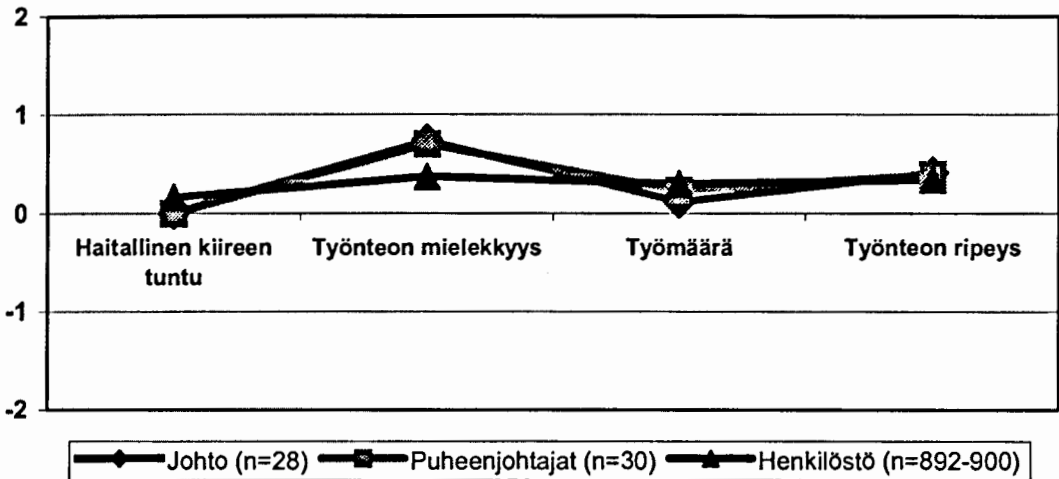 2
1
0
-1
-2
Haitallinen kiireen tuntu
Työnteon mielekkyys
Työmäärä
Työnteon ripeys
Johto (n=28)
Puheenjohtajat (n=30)
Henkilöstö (n=892-900)